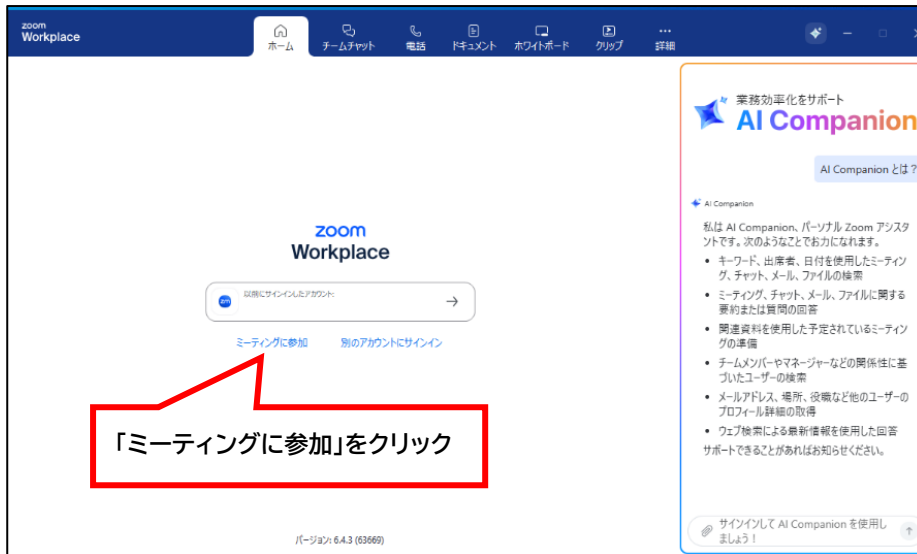 zoom
Workplace
ホーム
チームチャット
電話
ドキュメント
ホワイトボード
クリップ
詳細
zoom
Workplace
zm
以前にサインインしたアカウント:
ミーティングに参加 別のアカウントにサインイン
「ミーティングに参加」をクリック
バージョン: 6.4.3 (63669)
業務効率化をサポート
AI Companion
AI Companion とは?
AI Companion
私は AI Companion、パーソナル Zoom アシスタ
ントです。次のようなことでお力になれます。
• キーワード、出席者、日付を使用したミーティン
グ、チャット、メール、ファイルの検索
• ミーティング、チャット、メール、ファイルに関する
要約または質問の回答
• 関連資料を使用した予定されているミーティン
グの準備
• チームメンバーやマネージャーなどの関係性に基
づいたユーザーの検索
• メールアドレス、場所、役職など他のユーザーの
プロフィール詳細の取得
• ウェブ検索による最新情報を使用した回答
サポートできることがあればお知らせください。
サインインして AI Companion を使用し
ましょう!